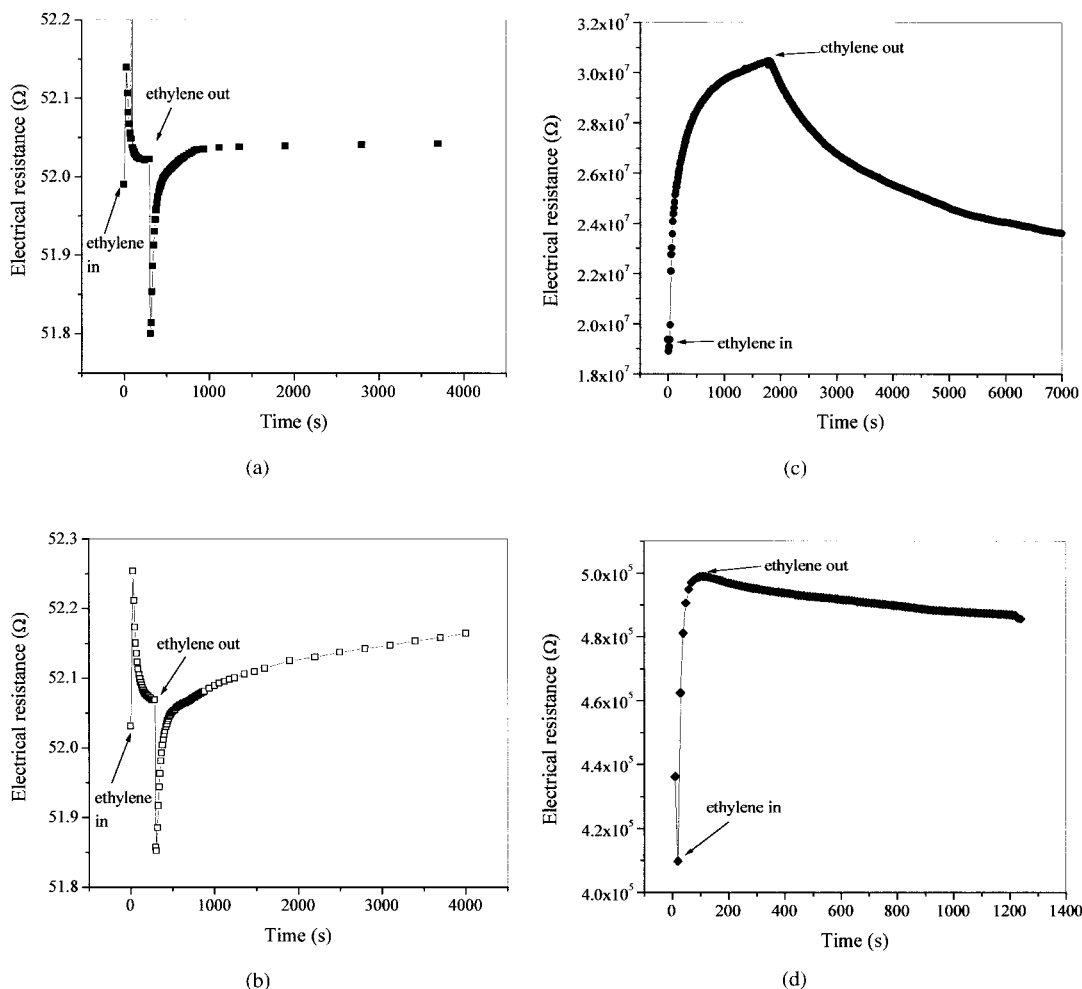 52.2
52.1
52.0
51.9
51.8
Electrical resistance (Ω)
ethylene out
ethylene
in
0 1000 2000 3000 4000
Time (s)
(a)
3.2x10⁷
3.0x10⁷
2.8x10⁷
2.6x10⁷
2.4x10⁷
2.2x10⁷
2.0x10⁷
1.8x10⁷
Electrical resistance (Ω)
ethylene out
ethylene in
0 1000 2000 3000 4000 5000 6000 7000
Time (s)
(c)
52.3
52.2
52.1
52.0
51.9
51.8
Electrical resistance (Ω)
ethylene out
ethylene
in
0 1000 2000 3000 4000
Time (s)
(b)
5.0x10⁵
4.8x10⁵
4.6x10⁵
4.4x10⁵
4.2x10⁵
4.0x10⁵
Electrical resistance (Ω)
ethylene out
ethylene in
0 200 400 600 800 1000 1200 1400
Time (s)
(d)